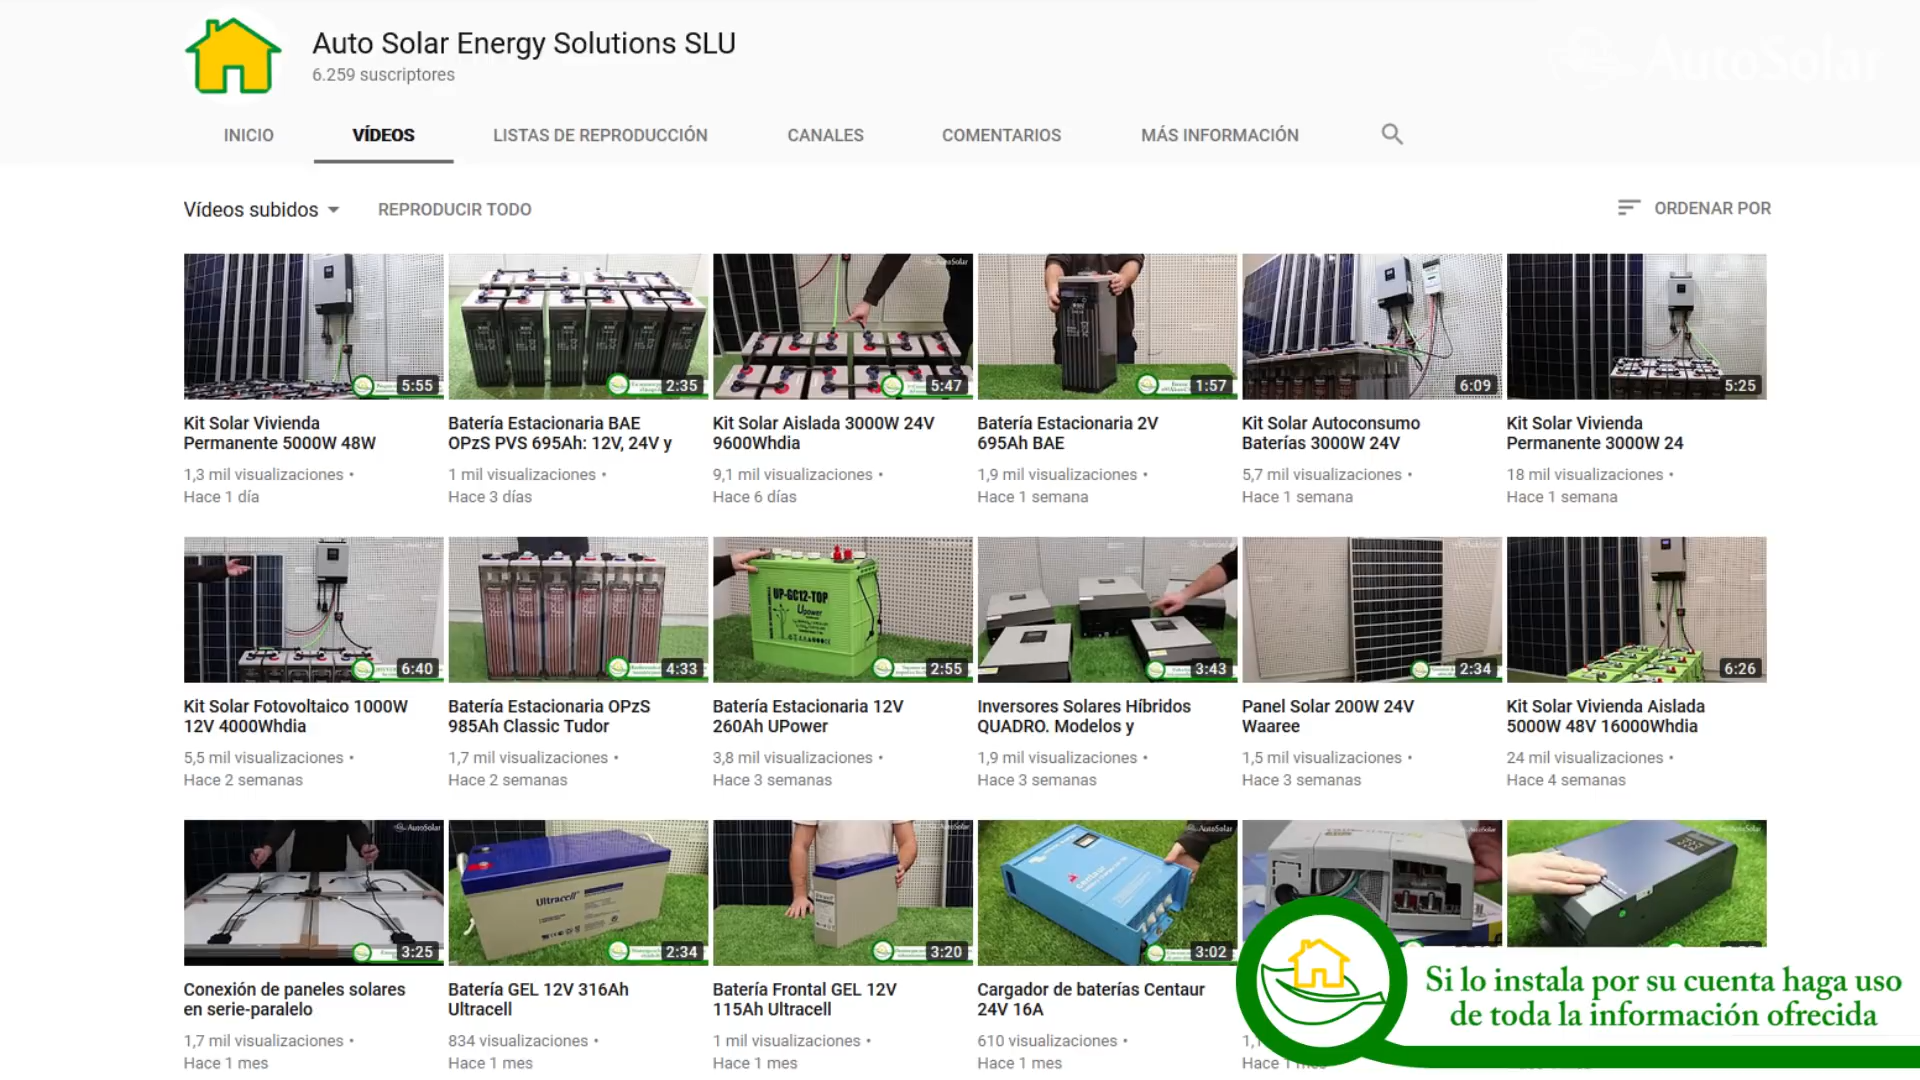 Auto Solar Energy Solutions SLU
6.259 suscriptores
AutoSolar
INICIO
VÍDEOS
LISTAS DE REPRODUCCIÓN
CANALES
COMENTARIOS
MÁS INFORMACIÓN
Vídeos subidos
REPRODUCIR TODO
ORDENAR POR
5:55
2:35
5:47
1:57
6:09
5:25
Kit Solar Vivienda
Permanente 5000W 48W
1,3 mil visualizaciones •
Hace 1 día
Batería Estacionaria BAE
OPzS PVS 695Ah: 12V, 24V y
1 mil visualizaciones •
Hace 3 días
Kit Solar Aislada 3000W 24V
9600Whdia
9,1 mil visualizaciones •
Hace 6 días
Batería Estacionaria 2V
695Ah BAE
1,9 mil visualizaciones •
Hace 1 semana
Kit Solar Autoconsumo
Baterías 3000W 24V
5,7 mil visualizaciones •
Hace 1 semana
Kit Solar Vivienda
Permanente 3000W 24
18 mil visualizaciones •
Hace 1 semana
6:40
4:33
UP-GC12-TOP
Upower
2:55
3:43
2:34
6:26
Kit Solar Fotovoltaico 1000W
12V 4000Whdia
5,5 mil visualizaciones •
Hace 2 semanas
Batería Estacionaria OPzS
985Ah Classic Tudor
1,7 mil visualizaciones •
Hace 2 semanas
Batería Estacionaria 12V
260Ah UPower
3,8 mil visualizaciones •
Hace 3 semanas
Inversores Solares Híbridos
QUADRO. Modelos y
1,9 mil visualizaciones •
Hace 3 semanas
Panel Solar 200W 24V
Waaree
1,5 mil visualizaciones •
Hace 3 semanas
Kit Solar Vivienda Aislada
5000W 48V 16000Whdia
24 mil visualizaciones •
Hace 4 semanas
AutoSolar
3:25
Ultracell
2:34
3:20
Centaur
3:02
Conexión de paneles solares
en serie-paralelo
1,7 mil visualizaciones •
Hace 1 mes
Batería GEL 12V 316Ah
Ultracell
834 visualizaciones •
Hace 1 mes
Batería Frontal GEL 12V
115Ah Ultracell
1 mil visualizaciones •
Hace 1 mes
Cargador de baterías Centaur
24V 16A
610 visualizaciones •
Hace 1 mes
Hace 1 mes
Si lo instala por su cuenta haga uso
de toda la información ofrecida